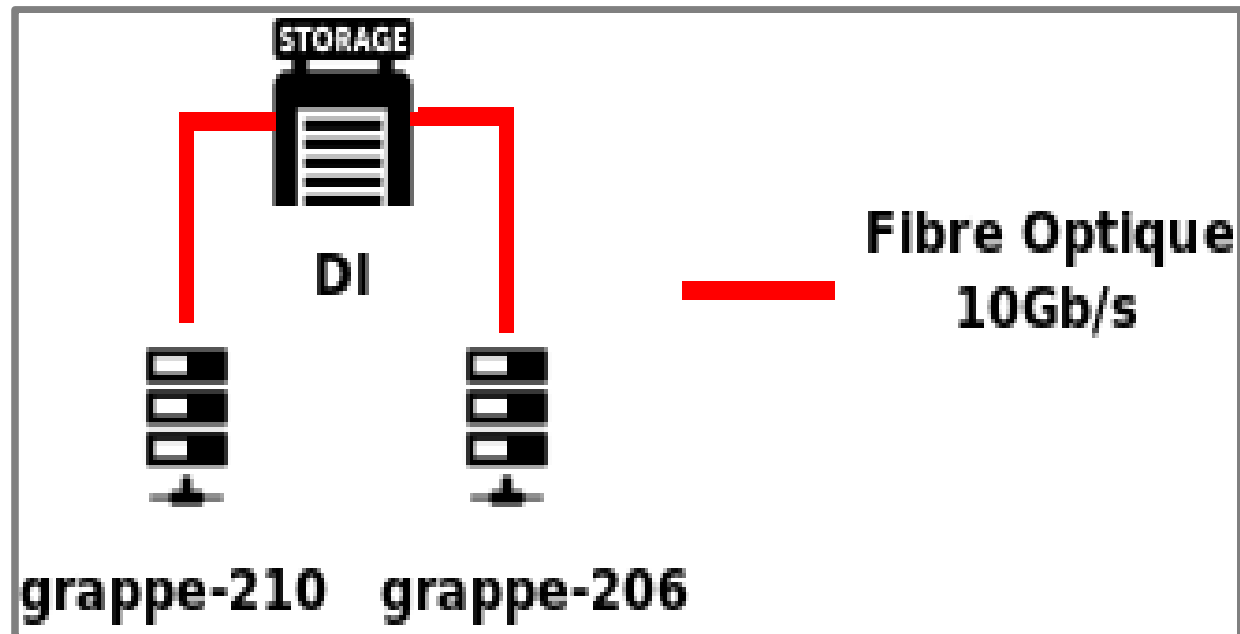 STORAGE
DI
Fibre Optique
10Gb/s
grappe-210
grappe-206